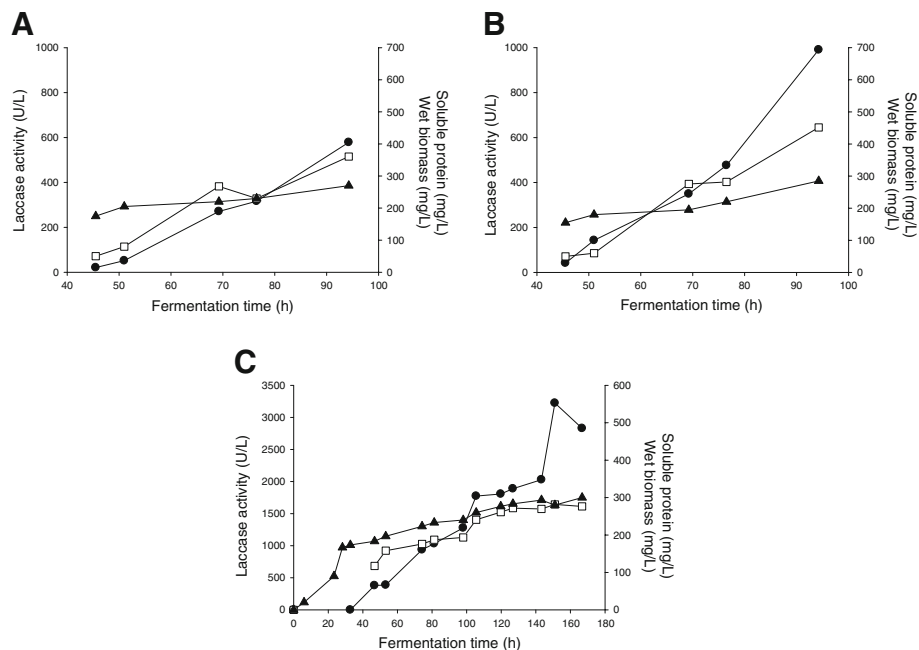 A
B
1000
800
600
400
200
0
700
600
500
400
300
200
100
0
40 50 60 70 80 90 100
Laccase activity (U/L)
Soluble protein (mg/L)
Wet biomass (mg/L)
Fermentation time (h)
1000
800
600
400
200
0
700
600
500
400
300
200
100
0
40 50 60 70 80 90 100
Laccase activity (U/L)
Soluble protein (mg/L)
Wet biomass (mg/L)
Fermentation time (h)
C
3500
3000
2500
2000
1500
1000
500
0
600
500
400
300
200
100
0
0 20 40 60 80 100 120 140 160 180
Laccase activity (U/L)
Soluble protein (mg/L)
Wet biomass (mg/L)
Fermentation time (h)